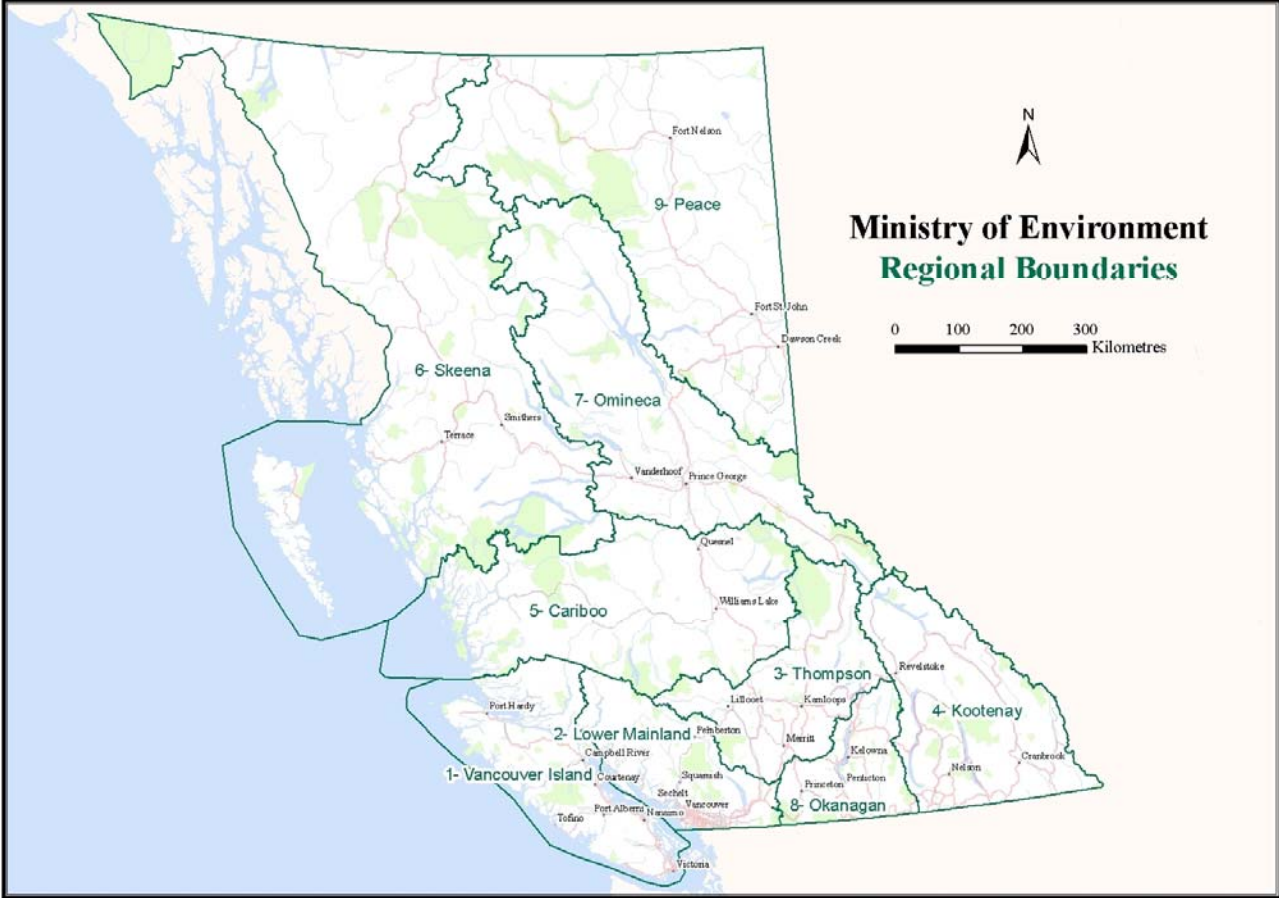 N
Ministry of Environment
Regional Boundaries
0 100 200 300
Kilometres
Fort Nelson
9- Peace
Fort St. John
Dawson Creek
6- Skeena
7- Omineca
Smithers
Terrace
Vanderhoof
Prince George
Quesnel
5- Cariboo
Williams Lake
3- Thompson
Revelstoke
Lillooet
Kamloops
4- Kootenay
Port Hardy
2- Lower Mainland
Pemberton
Merritt
Kelowna
Campbell River
Cranbrook
1- Vancouver Island
Courtenay
Squamish
Nelson
Princeton
Penticton
Sechelt
Vancouver
8- Okanagan
Port Alberni
Nanaimo
Tofino
Victoria